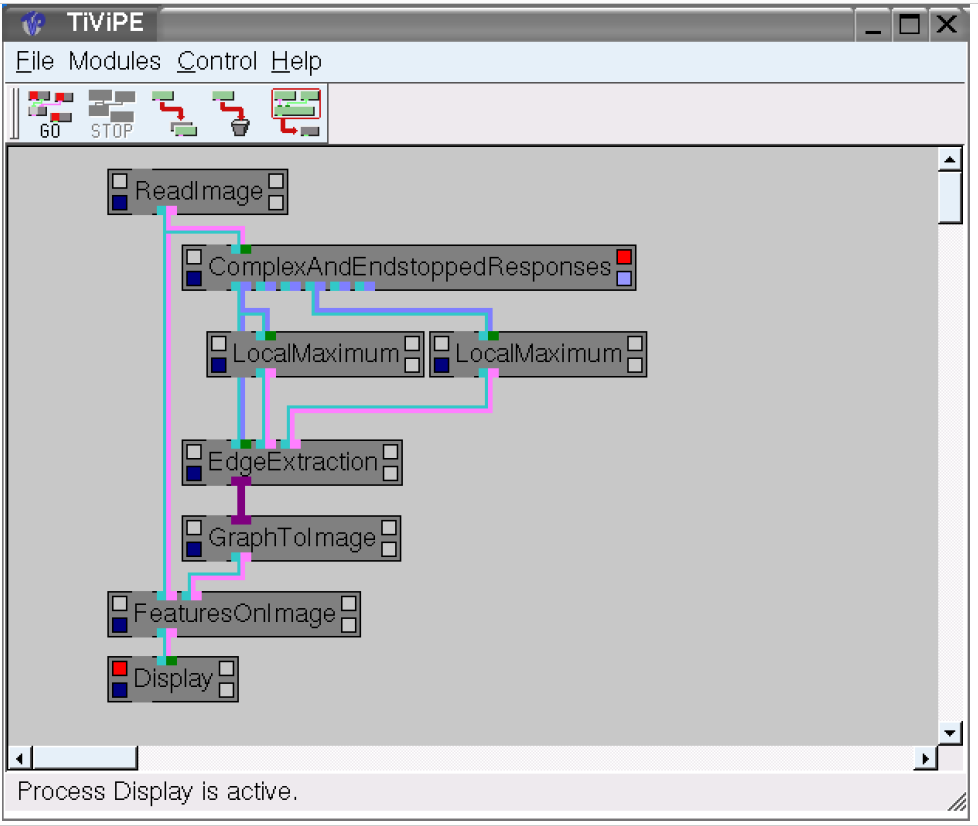 TiViPE
File Modules Control Help
GO STOP
ReadImage
ComplexAndEndstoppedResponses
LocalMaximum LocalMaximum
EdgeExtraction
GraphToImage
FeaturesOnImage
Display
Process Display is active.